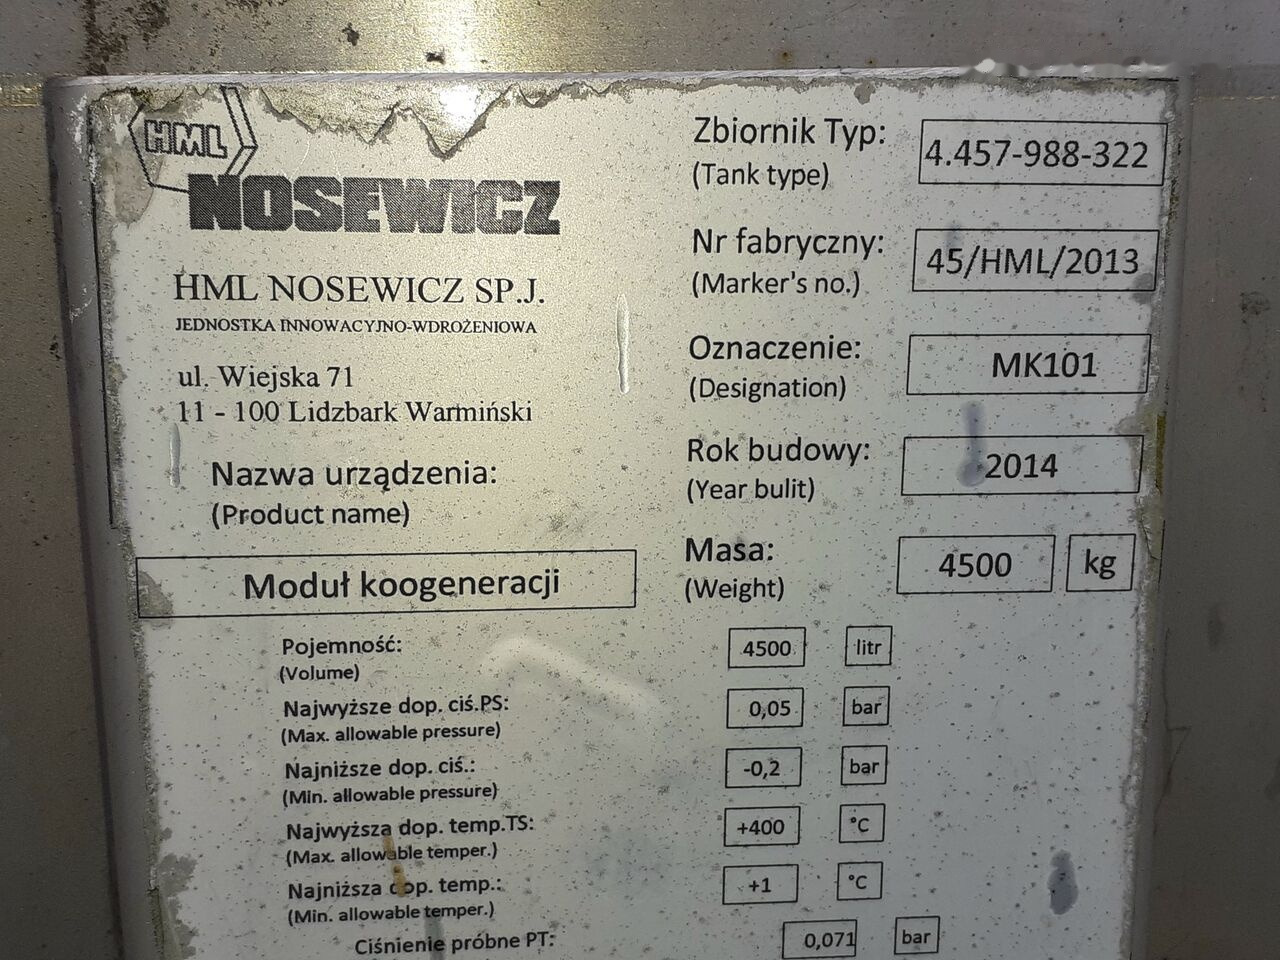 HML
NOSEWICZ
HML NOSEWICZ SP.J.
JEDNOSTKA INNOWACYJNO-WDROŻENIOWA
ul. Wiejska 71
11 - 100 Lidzbark Warmiński
Nazwa urządzenia:
(Product name)
Moduł koogeneracji
Zbiornik Typ: 4.457-988-322
(Tank type)
Nr fabryczny: 45/HML/2013
(Marker's no.)
Oznaczenie: MK101
(Designation)
Rok budowy: 2014
(Year bulit)
Masa: 4500 kg
(Weight)
Pojemność: 4500 litr
(Volume)
Najwyższe dop. ciś.PS: 0,05 bar
(Max. allowable pressure)
Najniższe dop. ciś.: -0,2 bar
(Min. allowable pressure)
Najwyższa dop. temp.TS: +400 °C
(Max. allowable temper.)
Najniższa dop. temp.: +1 °C
(Min. allowable temper.)
Ciśnienie próbne PT: 0,071 bar